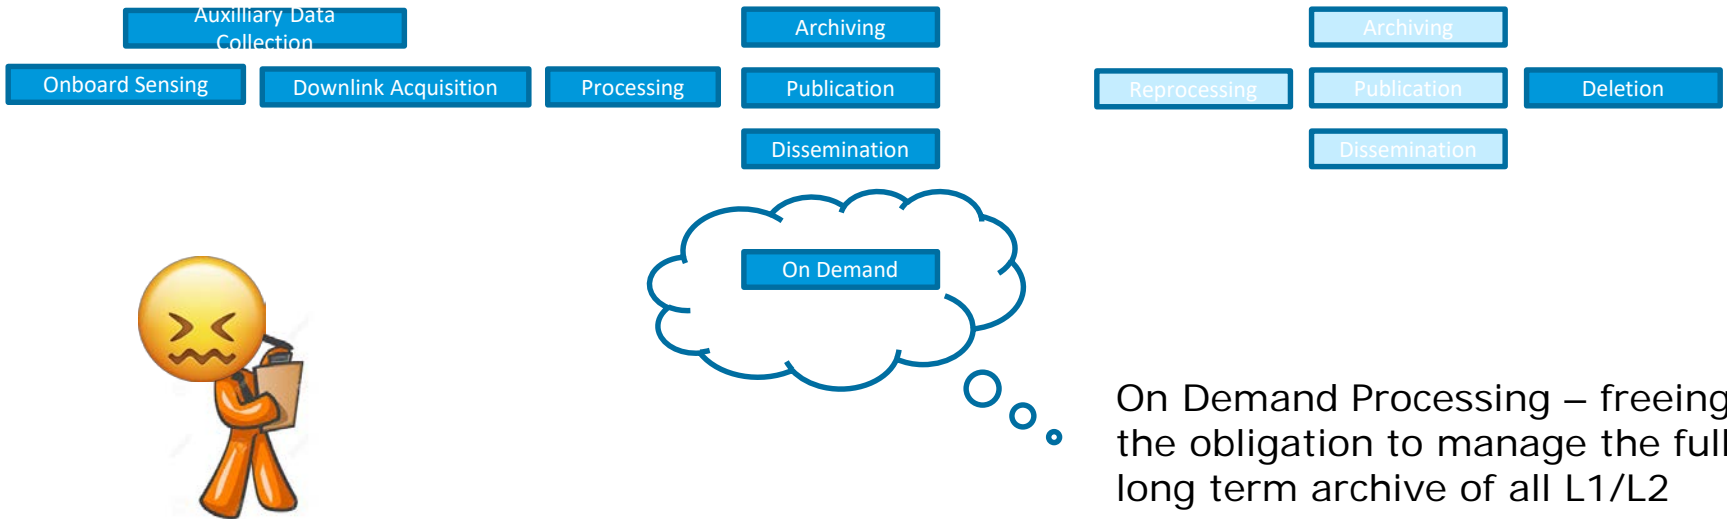 Auxilliary Data
Collection
Archiving
Archiving
Onboard Sensing
Downlink Acquisition
Processing
Publication
Reprocessing
Publication
Deletion
Dissemination
Dissemination
On Demand
On Demand Processing – freeing
the obligation to manage the full
long term archive of all L1/L2